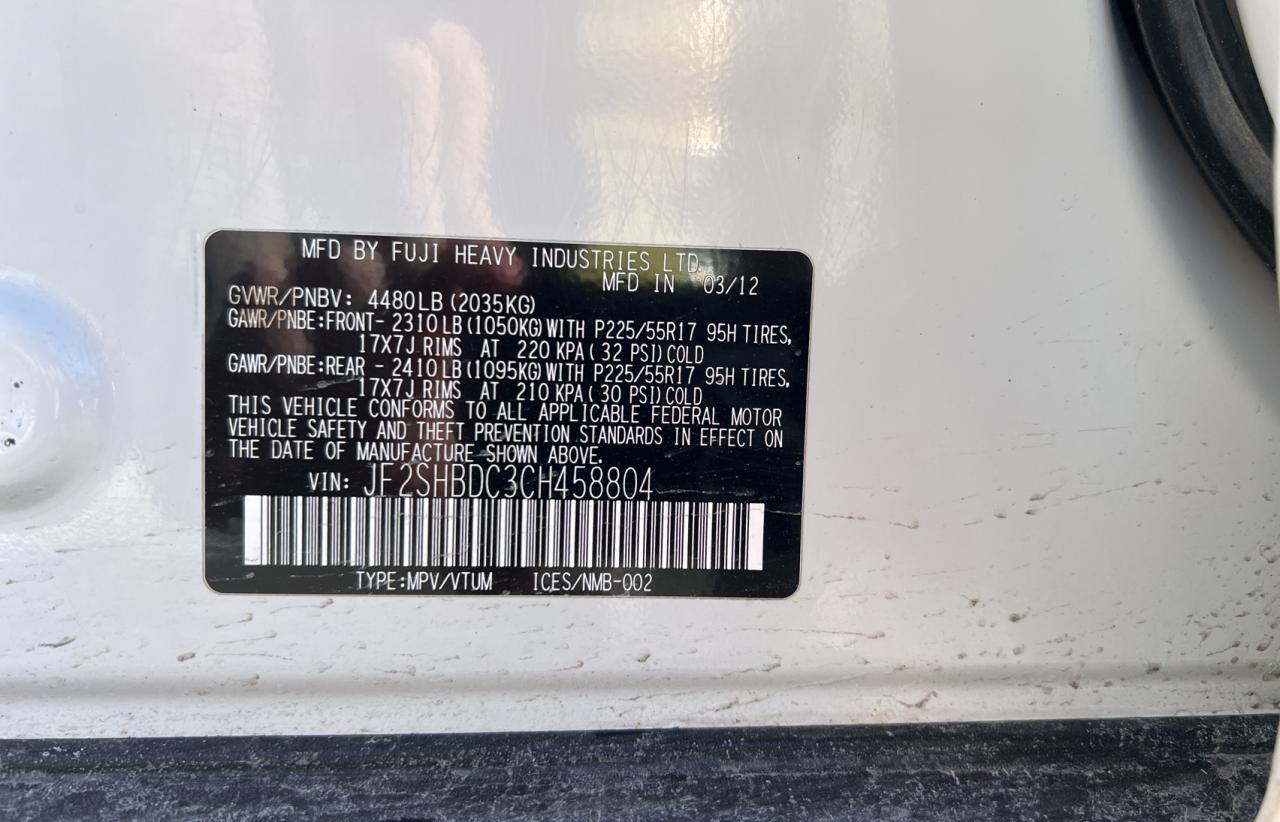 MFD BY FUJI HEAVY INDUSTRIES LTD.
MFD IN 03/12
GVWR/PNBV: 4480LB (2035KG)
GAWR/PNBE:FRONT- 2310LB (1050KG) WITH P225/55R17 95H TIRES,
17X7J RIMS AT 220 KPA ( 32 PSI) COLD
GAWR/PNBE:REAR - 2410LB (1095KG) WITH P225/55R17 95H TIRES,
17X7J RIMS AT 210 KPA ( 30 PSI) COLD
THIS VEHICLE CONFORMS TO ALL APPLICABLE FEDERAL MOTOR
VEHICLE SAFETY AND THEFT PREVENTION STANDARDS IN EFFECT ON
THE DATE OF MANUFACTURE SHOWN ABOVE.
VIN: JF2SHBDC3CH458804
TYPE:MPV/VTUM ICES/NMB-002